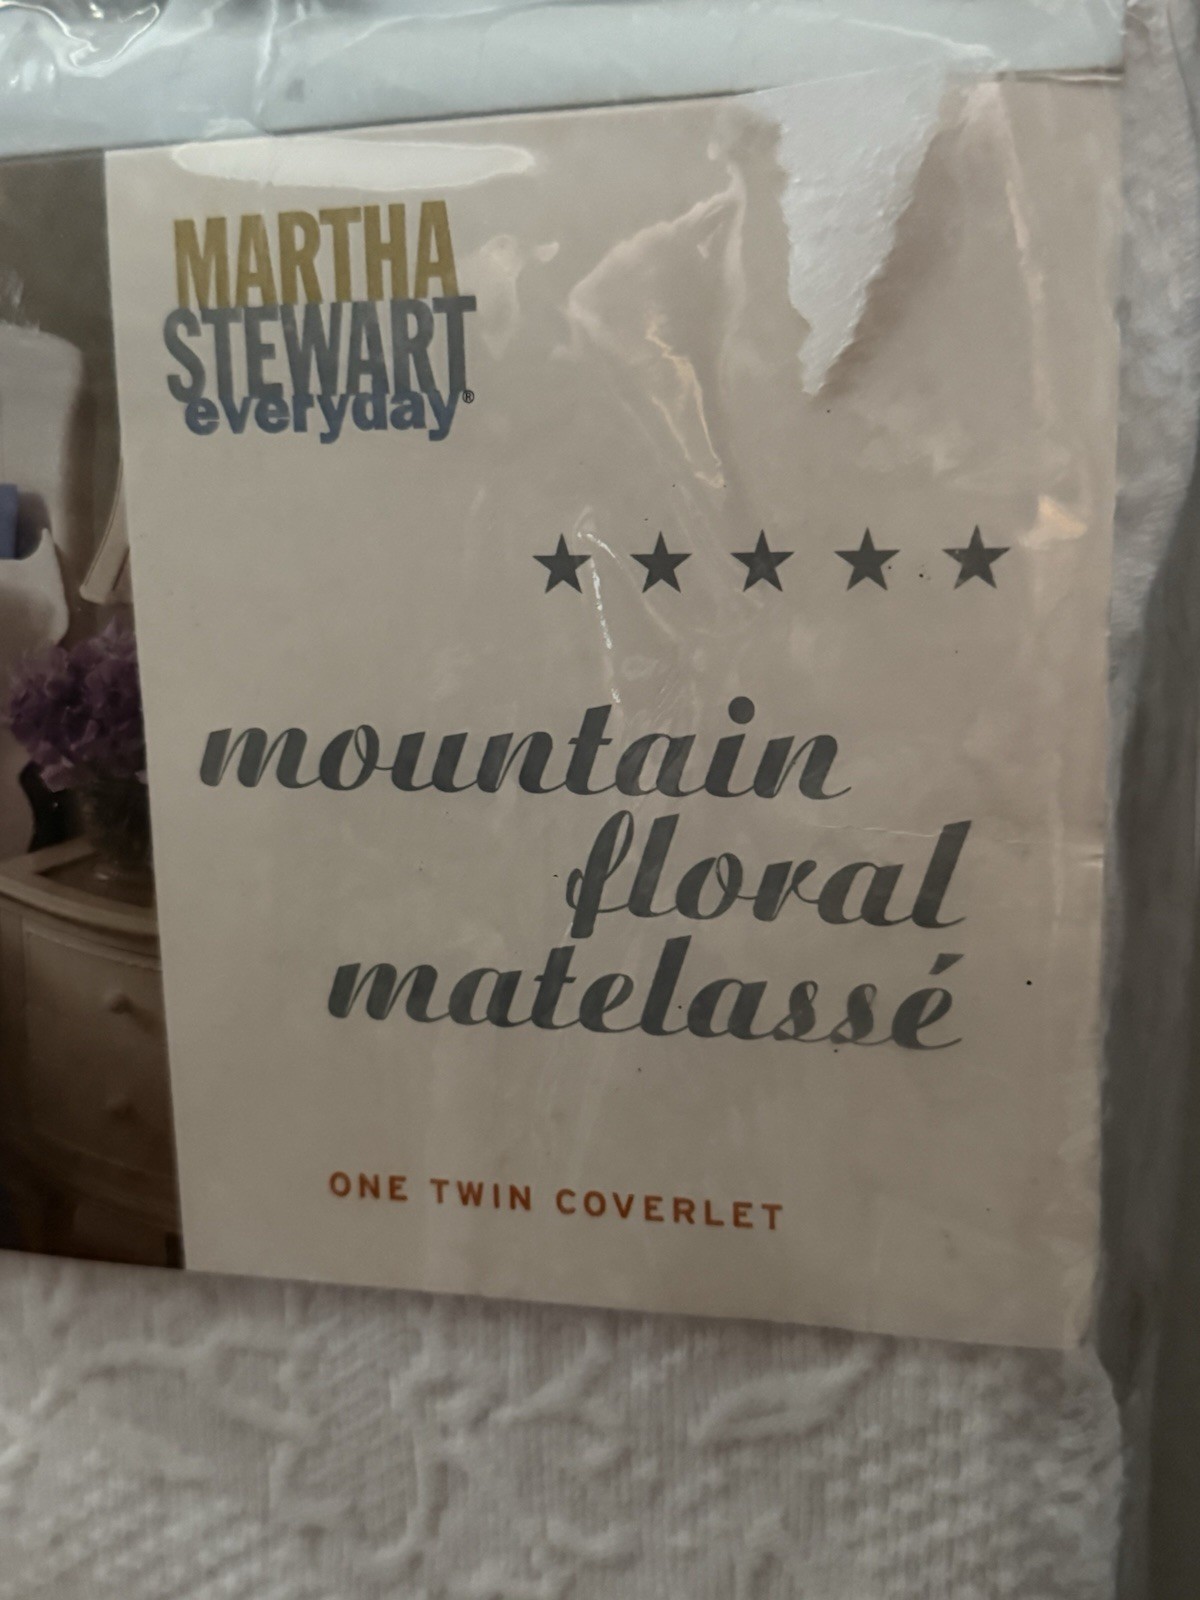 MARTHA
STEWART
everyday®
★ ★ ★ ★ ★
mountain
floral
matelassé
ONE TWIN COVERLET